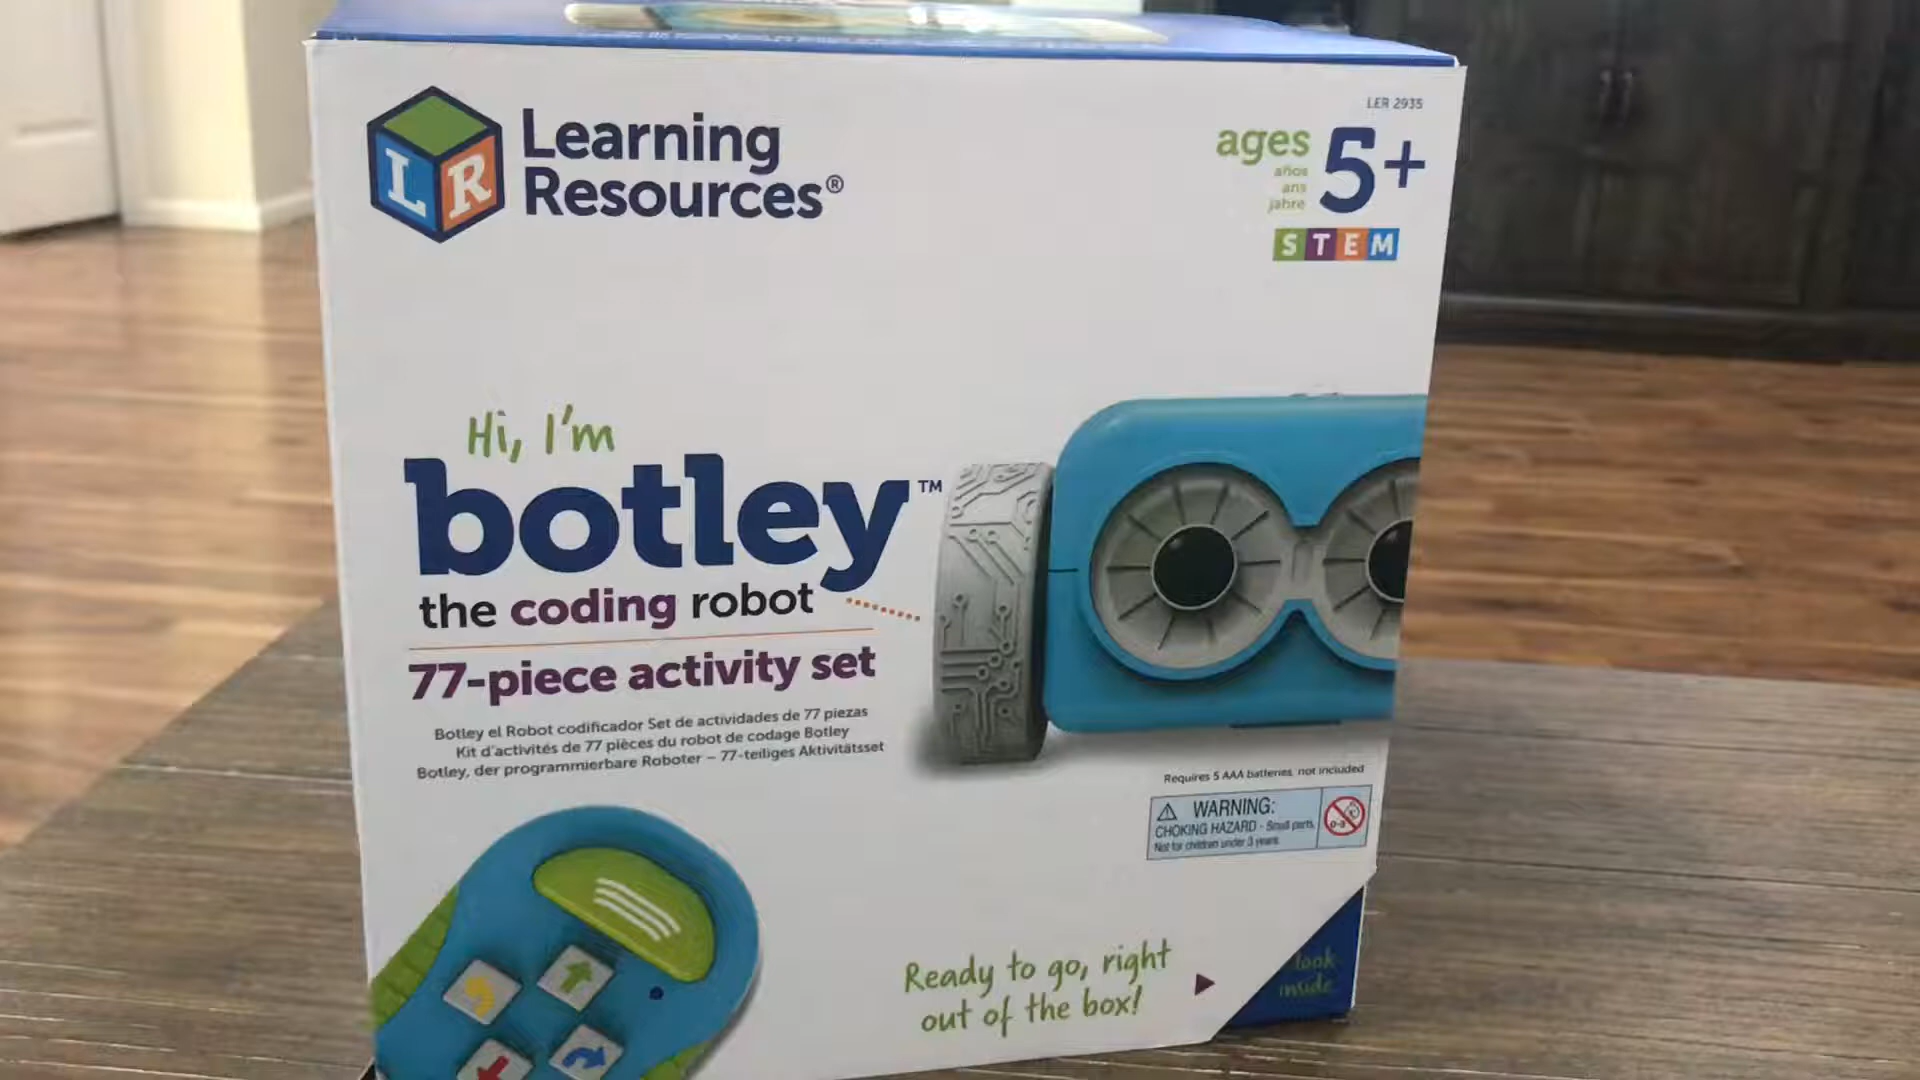 LER 2935
LR
Learning
Resources®
ages
años
ans
jahre
5+
STEM
Hi, I'm
botley™
the coding robot
77-piece activity set
Botley el Robot codificador Set de actividades de 77 piezas
Kit d'activités de 77 pièces du robot de codage Botley
Botley, der programmierbare Roboter – 77-teiliges Aktivitätsset
Requires 5 AAA batteries, not included
WARNING:
CHOKING HAZARD - Small parts.
Not for children under 3 years.
0-3
Ready to go, right
out of the box!
look
inside